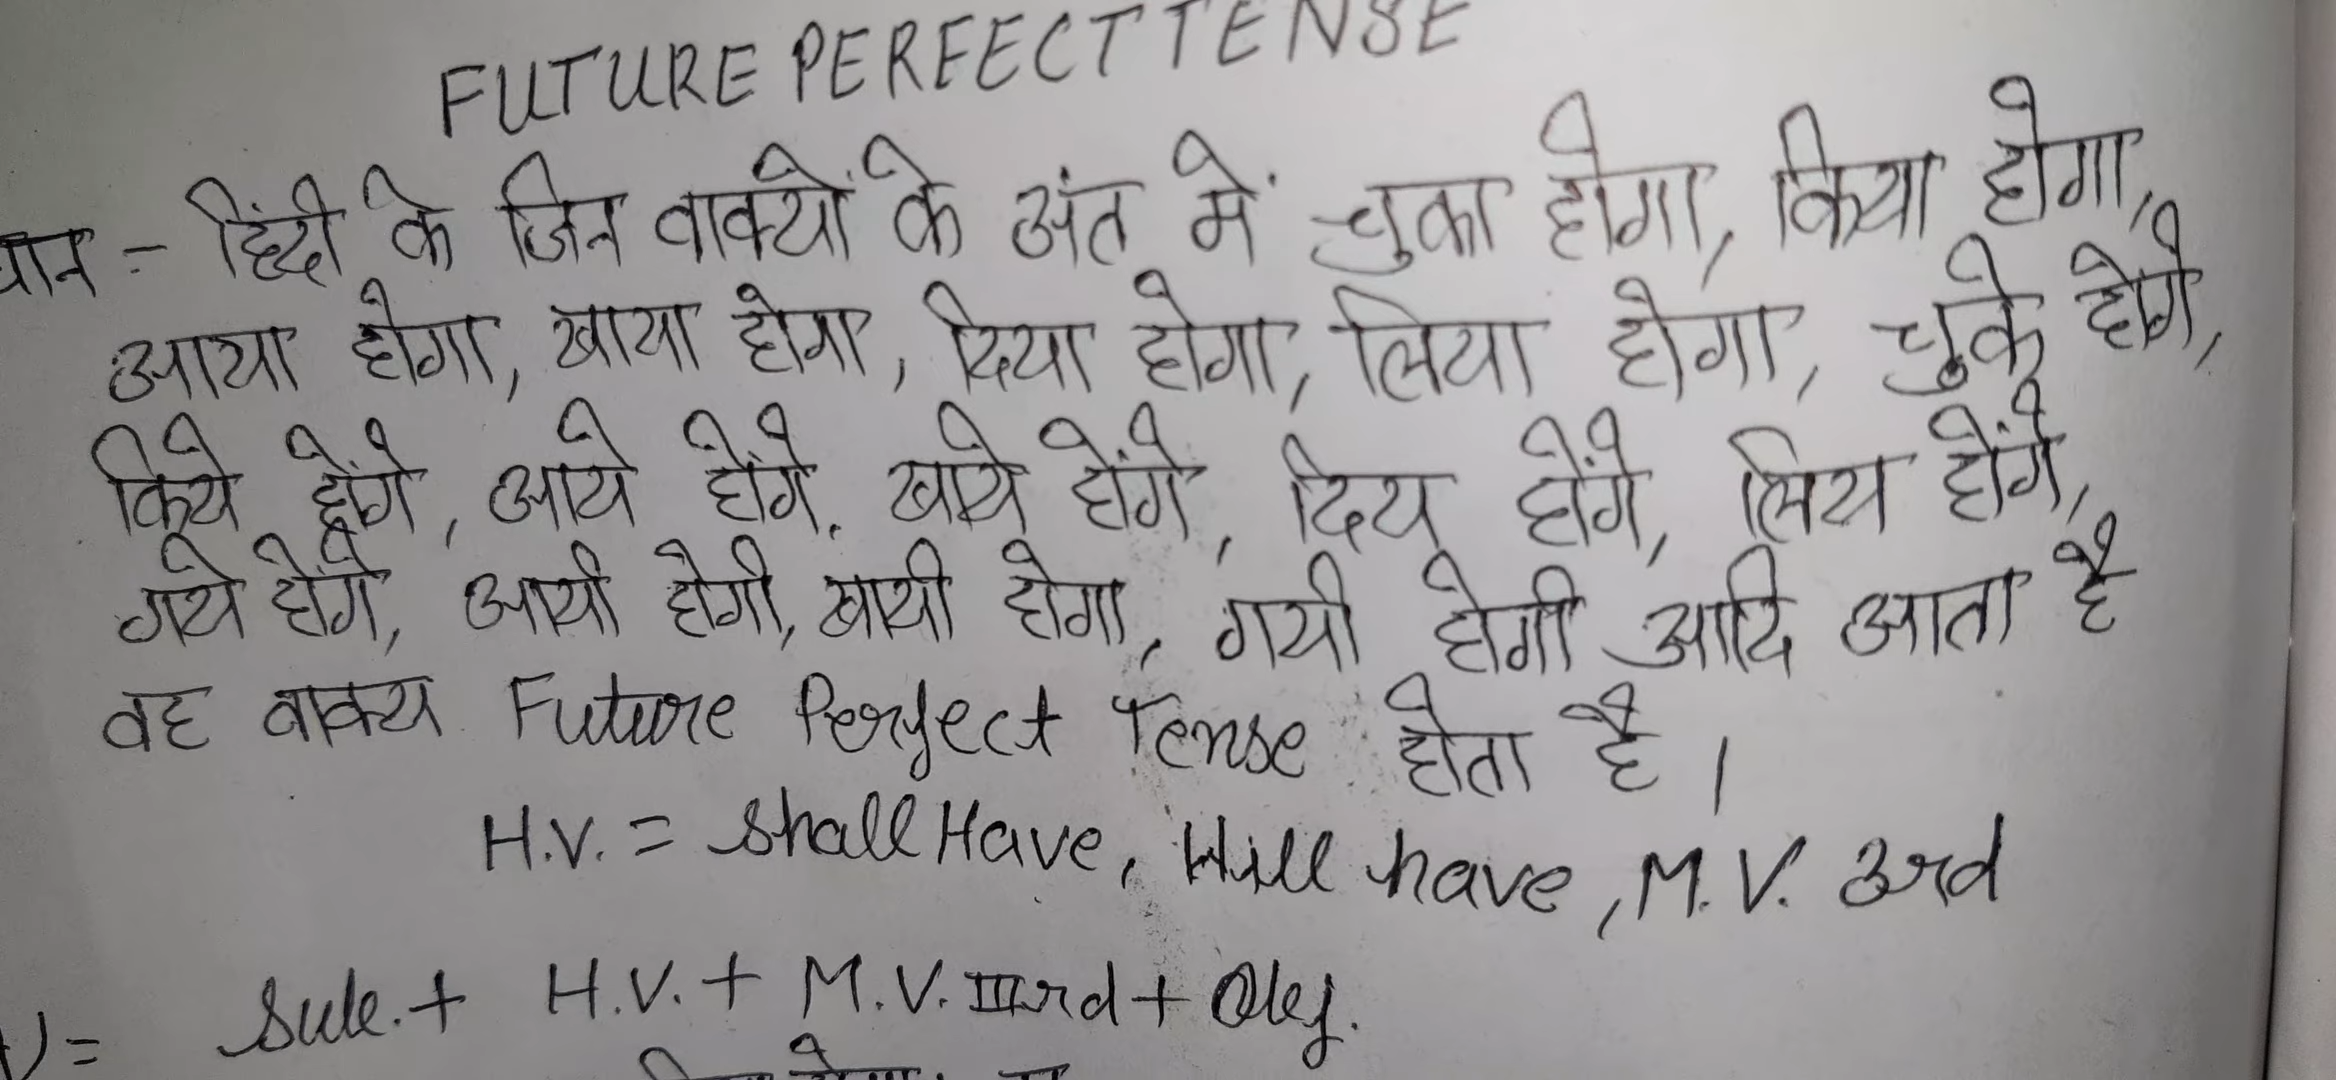 FUTURE PERFECT TENSE
:- हिंदी के जिन वाक्यों के अंत में चुका होगा, किया होगा,
आया होगा, खाया होगा, दिया होगा, लिया होगा, चुके होगे,
किये होंगे, आये होंगे, खाये होंगे, दिय होंगे, लिय होंगे,
गये होंगे, आयी होगी, खायी होगा, गयी होगी आदि आता है
वह वाक्य Future Perfect Tense होता है।
H.V. = Shall Have, Will have, M.V. 3rd
Sub. + H.V. + M.V. IIIrd + Obj.